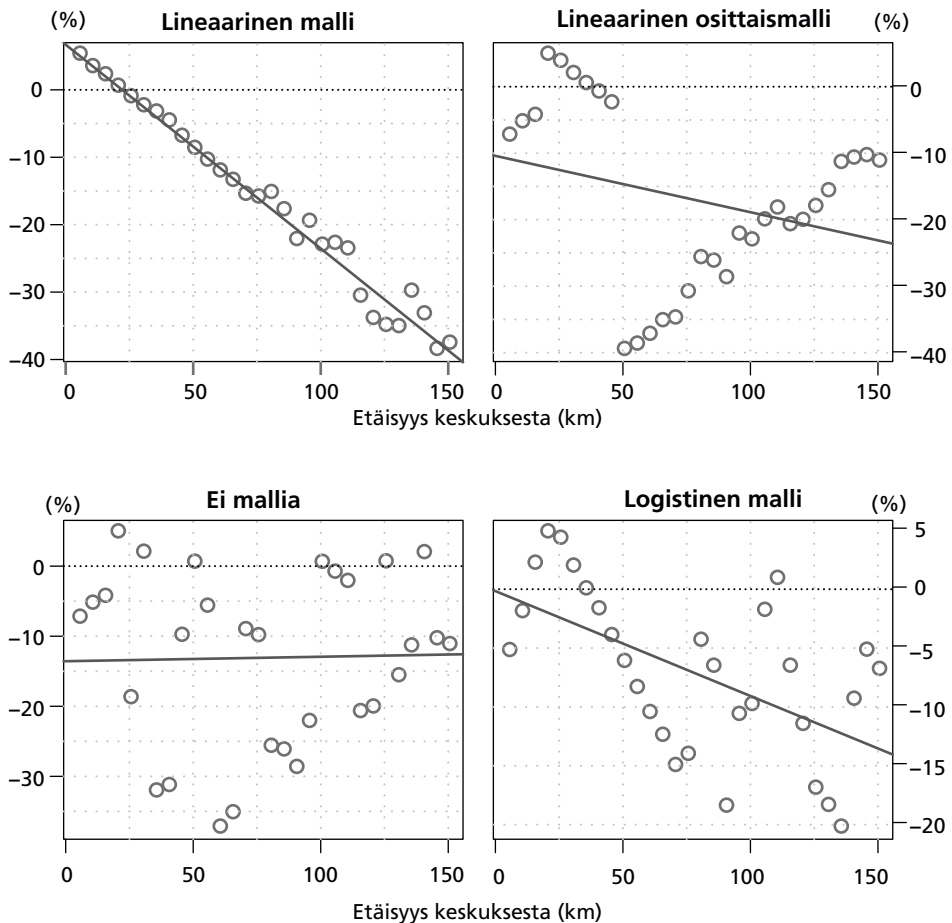 (%) Lineaarinen malli
0
−10
−20
−30
−40
0 50 100 150
Lineaarinen osittaismalli (%)
0
−10
−20
−30
−40
0 50 100 150
Etäisyys keskuksesta (km)
(%) Ei mallia
0
−10
−20
−30
0 50 100 150
Logistinen malli (%)
5
0
−5
−10
−15
−20
0 50 100 150
Etäisyys keskuksesta (km)